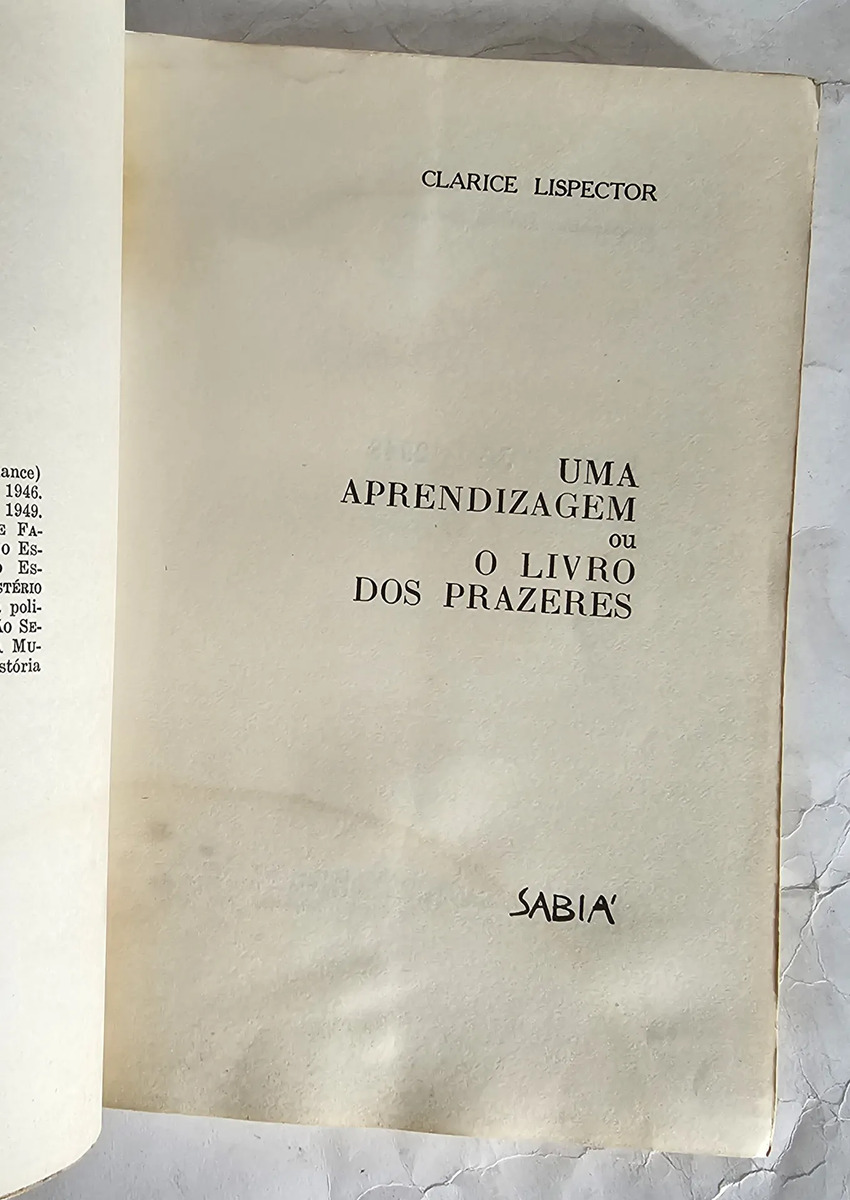 ance)
1946.
1949.
E FA-
o Es-
o Es-
STÉRIO
poli-
ÃO SE-
. MU-
stória
CLARICE LISPECTOR
UMA
APRENDIZAGEM
ou
O LIVRO
DOS PRAZERES
SABIÁ